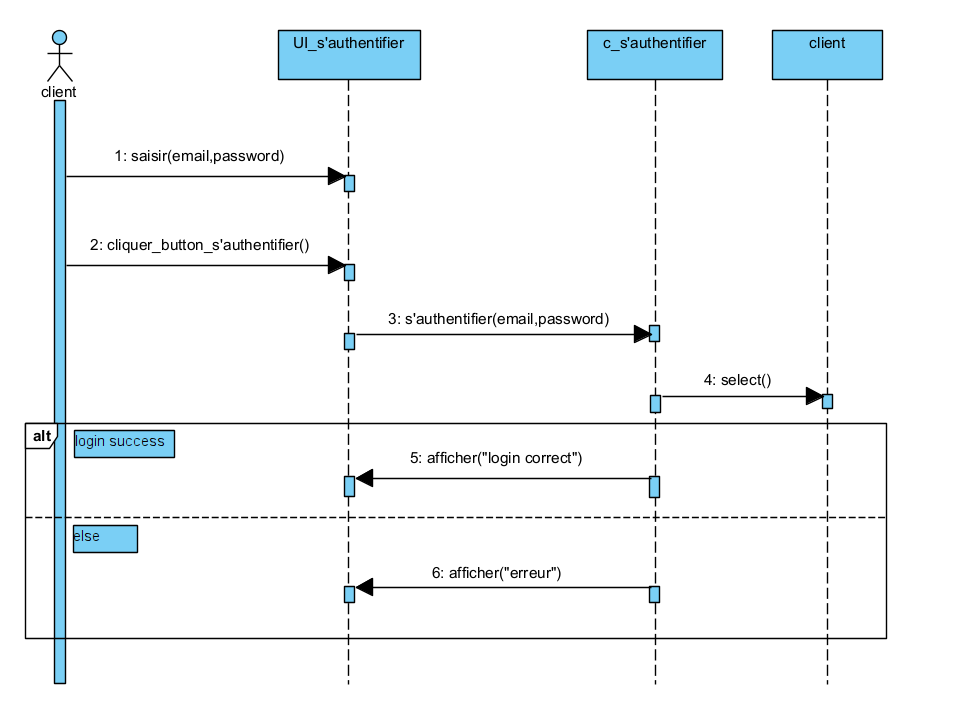 UI_s'authentifier
c_s'authentifier
client
client
1: saisir(email,password)
2: cliquer_button_s'authentifier()
3: s'authentifier(email,password)
4: select()
alt
login success
5: afficher("login correct")
else
6: afficher("erreur")